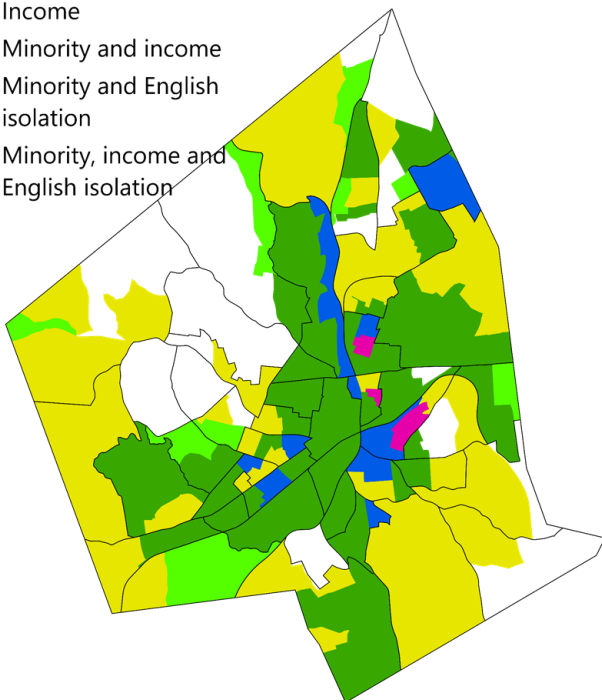 Income
Minority and income
Minority and English
isolation
Minority, income and
English isolation